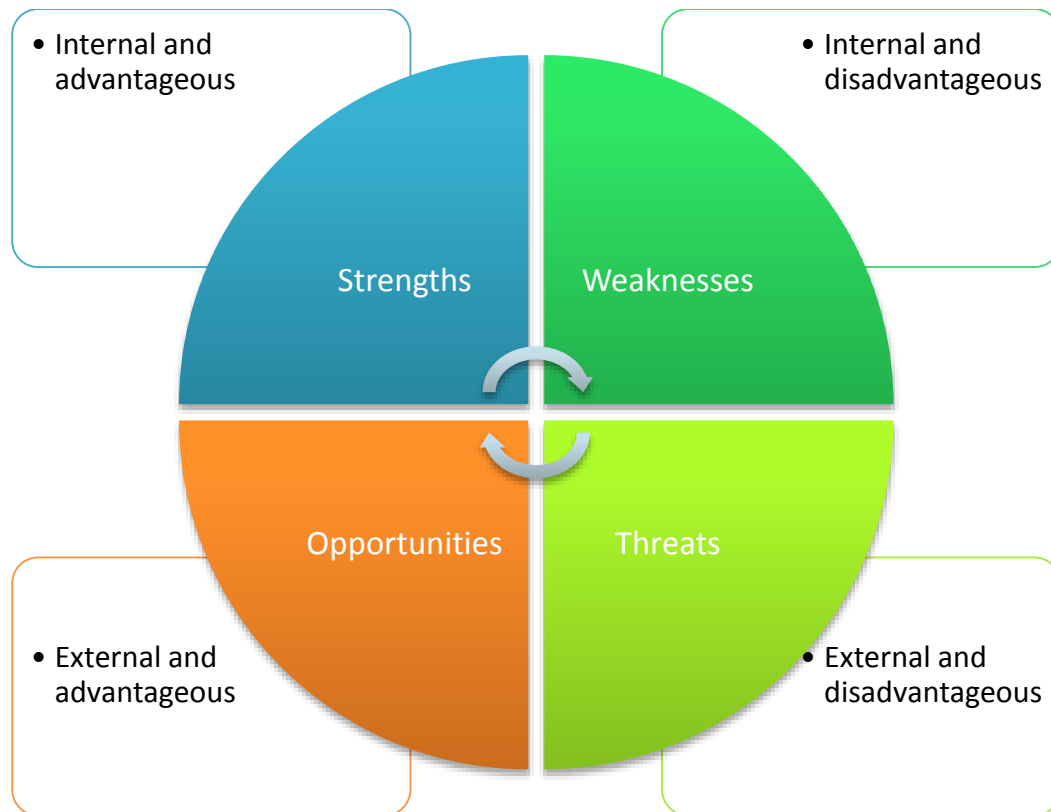 • Internal and
advantageous
• Internal and
disadvantageous
Strengths
Weaknesses
Opportunities
Threats
• External and
advantageous
• External and
disadvantageous